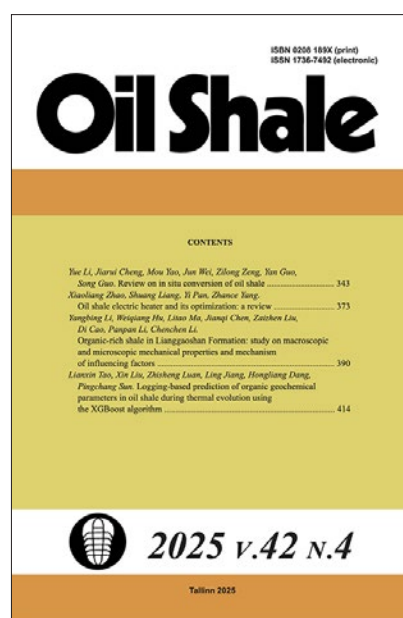 ISBN 0208 189X (print)
ISSN 1736-7492 (electronic)
Oil Shale
CONTENTS
Yue Li, Jiarui Cheng, Mou Yao, Jun Wei, Zilong Zeng, Yan Guo,
Song Guo. Review on in situ conversion of oil shale ............................ 343
Xiaoliang Zhao, Shuang Liang, Yi Pan, Zhance Yang.
Oil shale electric heater and its optimization: a review ...................... 373
Yangbing Li, Weiqiang Hu, Litao Ma, Jianqi Chen, Zaizhen Liu,
Di Cao, Panpan Li, Chenchen Li.
Organic-rich shale in Lianggaoshan Formation: study on macroscopic
and microscopic mechanical properties and mechanism
of influencing factors ........................................................ 390
Lianxin Tao, Xin Liu, Zhisheng Luan, Ling Jiang, Hongliang Dang,
Pingchang Sun. Logging-based prediction of organic geochemical
parameters in oil shale during thermal evolution using
the XGBoost algorithm ........................................................ 414
2025 V.42 N.4
Tallinn 2025